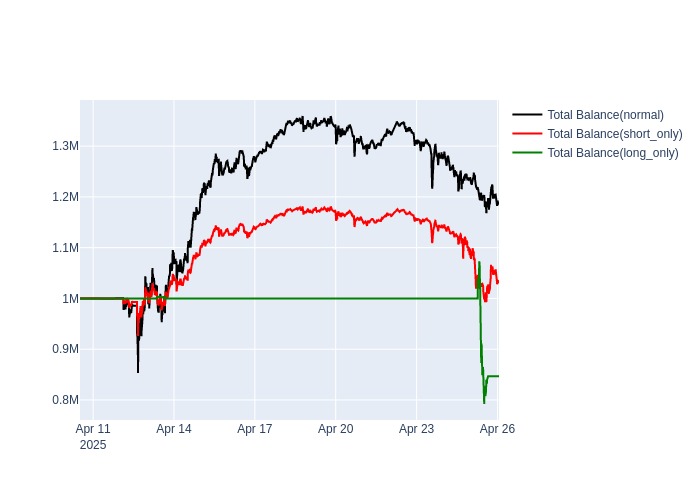 Total Balance(normal)
Total Balance(short_only)
Total Balance(long_only)
1.3M
1.2M
1.1M
1M
0.9M
0.8M
Apr 11 Apr 14 Apr 17 Apr 20 Apr 23 Apr 26
2025